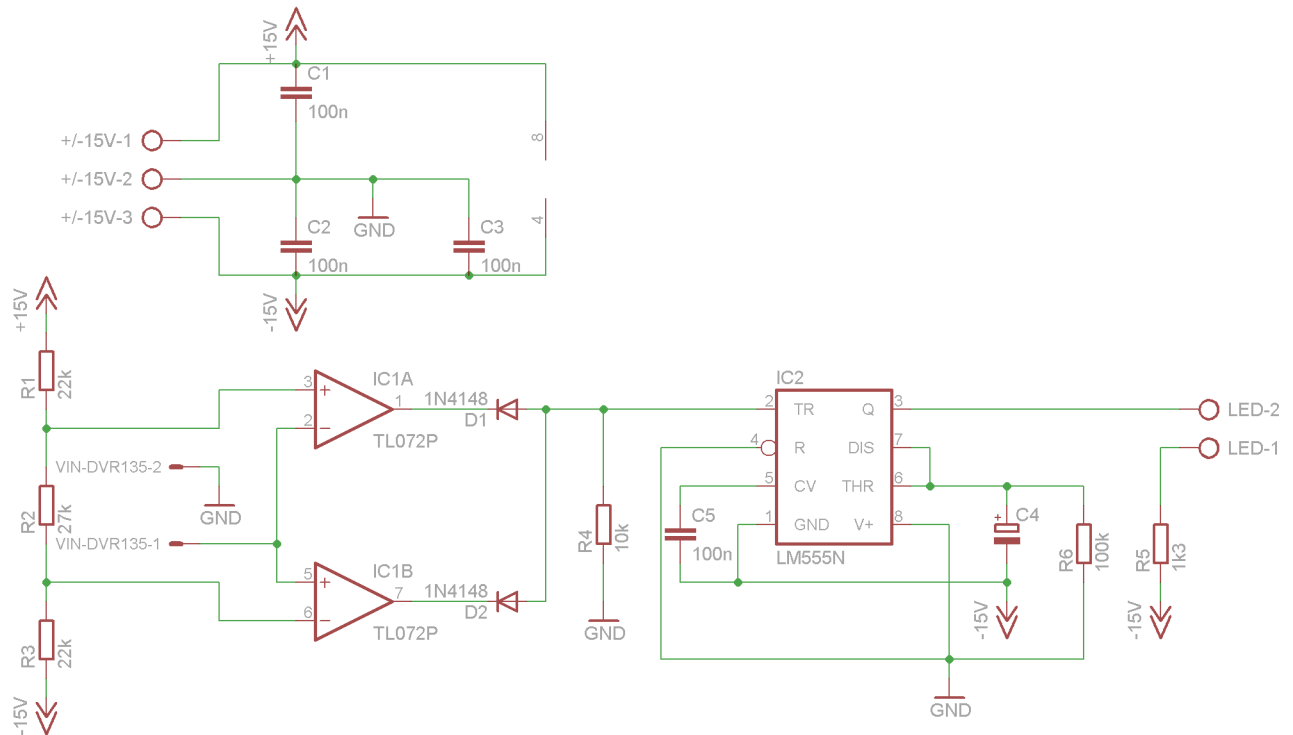 +15V
C1
100n
8
+/-15V-1
+/-15V-2
+/-15V-3
GND
4
C2
100n
C3
100n
-15V
+15V
R1
22k
3
+
2
-
IC1A
1
TL072P
1N4148
D1
VIN-DVR135-2
GND
R2
27k
VIN-DVR135-1
5
+
6
-
IC1B
7
TL072P
1N4148
D2
R3
22k
-15V
R4
10k
GND
IC2
2
TR
Q
3
4
R
DIS
7
5
CV
THR
6
1
GND
V+
8
LM555N
C5
100n
+
C4
-15V
R6
100k
GND
LED-2
LED-1
R5
1k3
-15V